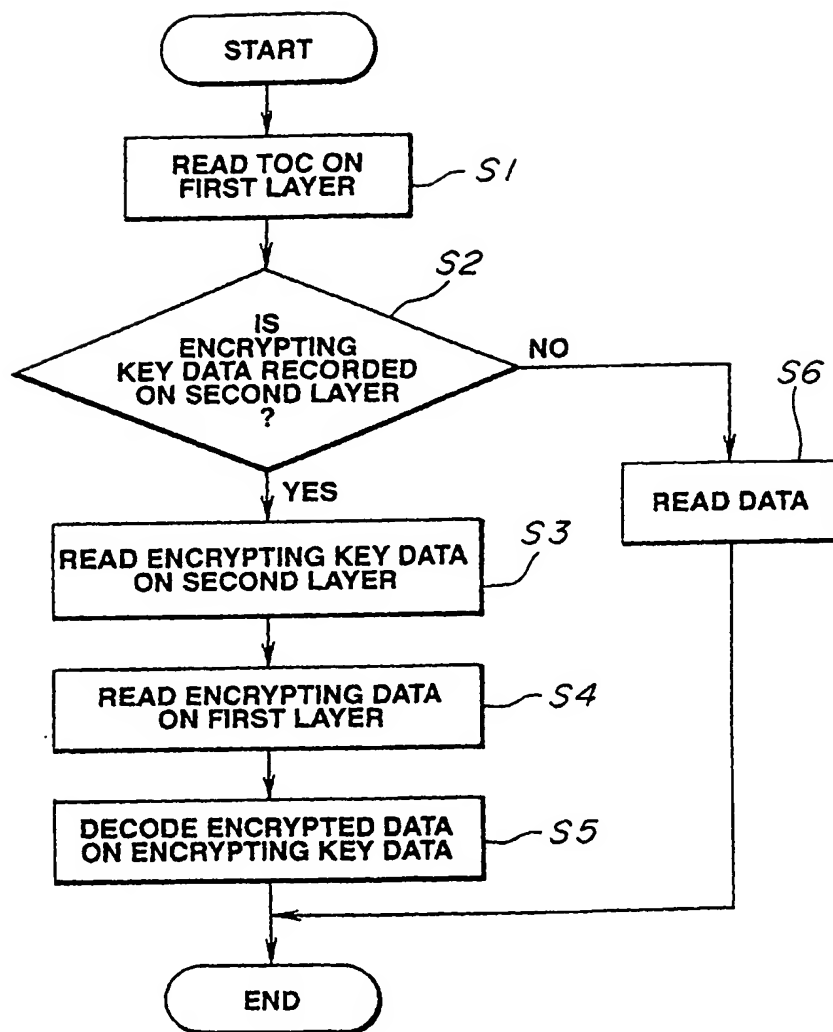 START
READ TOC ON
FIRST LAYER
S1
S2
IS
ENCRYPTING
KEY DATA RECORDED
ON SECOND LAYER
?
NO
S6
READ DATA
YES
READ ENCRYPTING KEY DATA
ON SECOND LAYER
S3
READ ENCRYPTING DATA
ON FIRST LAYER
S4
DECODE ENCRYPTED DATA
ON ENCRYPTING KEY DATA
S5
END